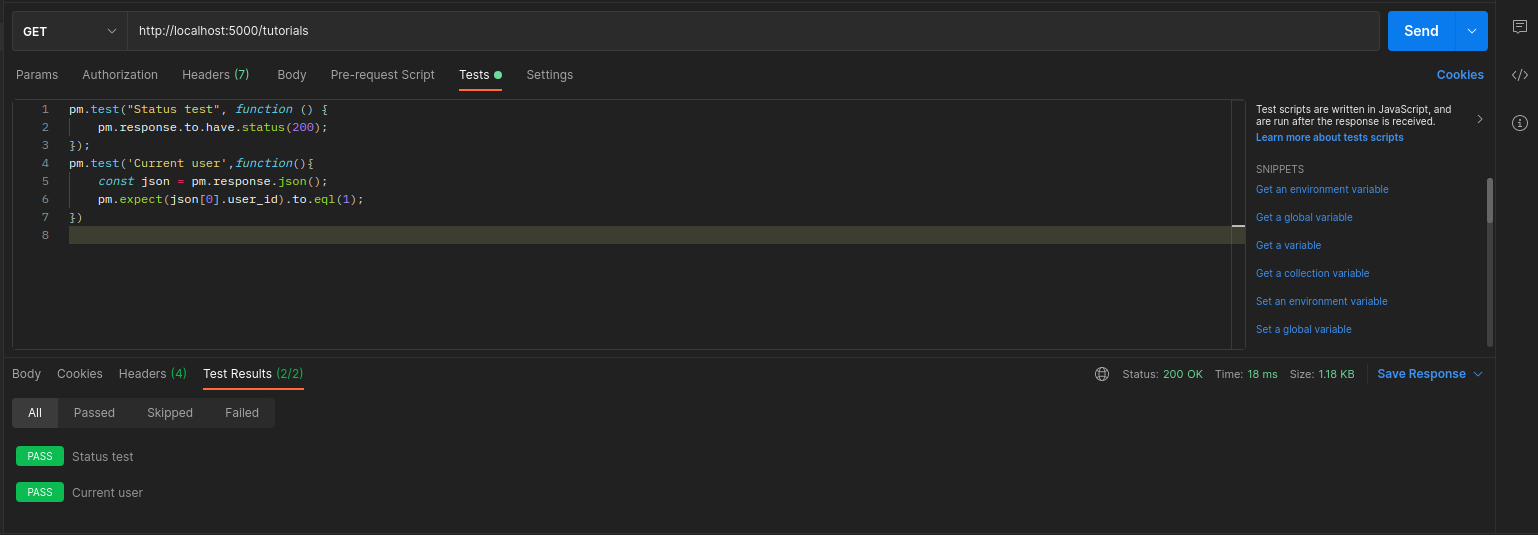 GET http://localhost:5000/tutorials Send
Params Authorization Headers (7) Body Pre-request Script Tests Settings Cookies
1 pm.test("Status test", function () {
2 pm.response.to.have.status(200);
3 });
4 pm.test('Current user',function(){
5 const json = pm.response.json();
6 pm.expect(json[0].user_id).to.eql(1);
7 })
8
Test scripts are written in JavaScript, and
are run after the response is received.
Learn more about tests scripts
SNIPPETS
Get an environment variable
Get a global variable
Get a variable
Get a collection variable
Set an environment variable
Set a global variable
Body Cookies Headers (4) Test Results (2/2) Status: 200 OK Time: 18 ms Size: 1.18 KB Save Response
All Passed Skipped Failed
PASS Status test
PASS Current user